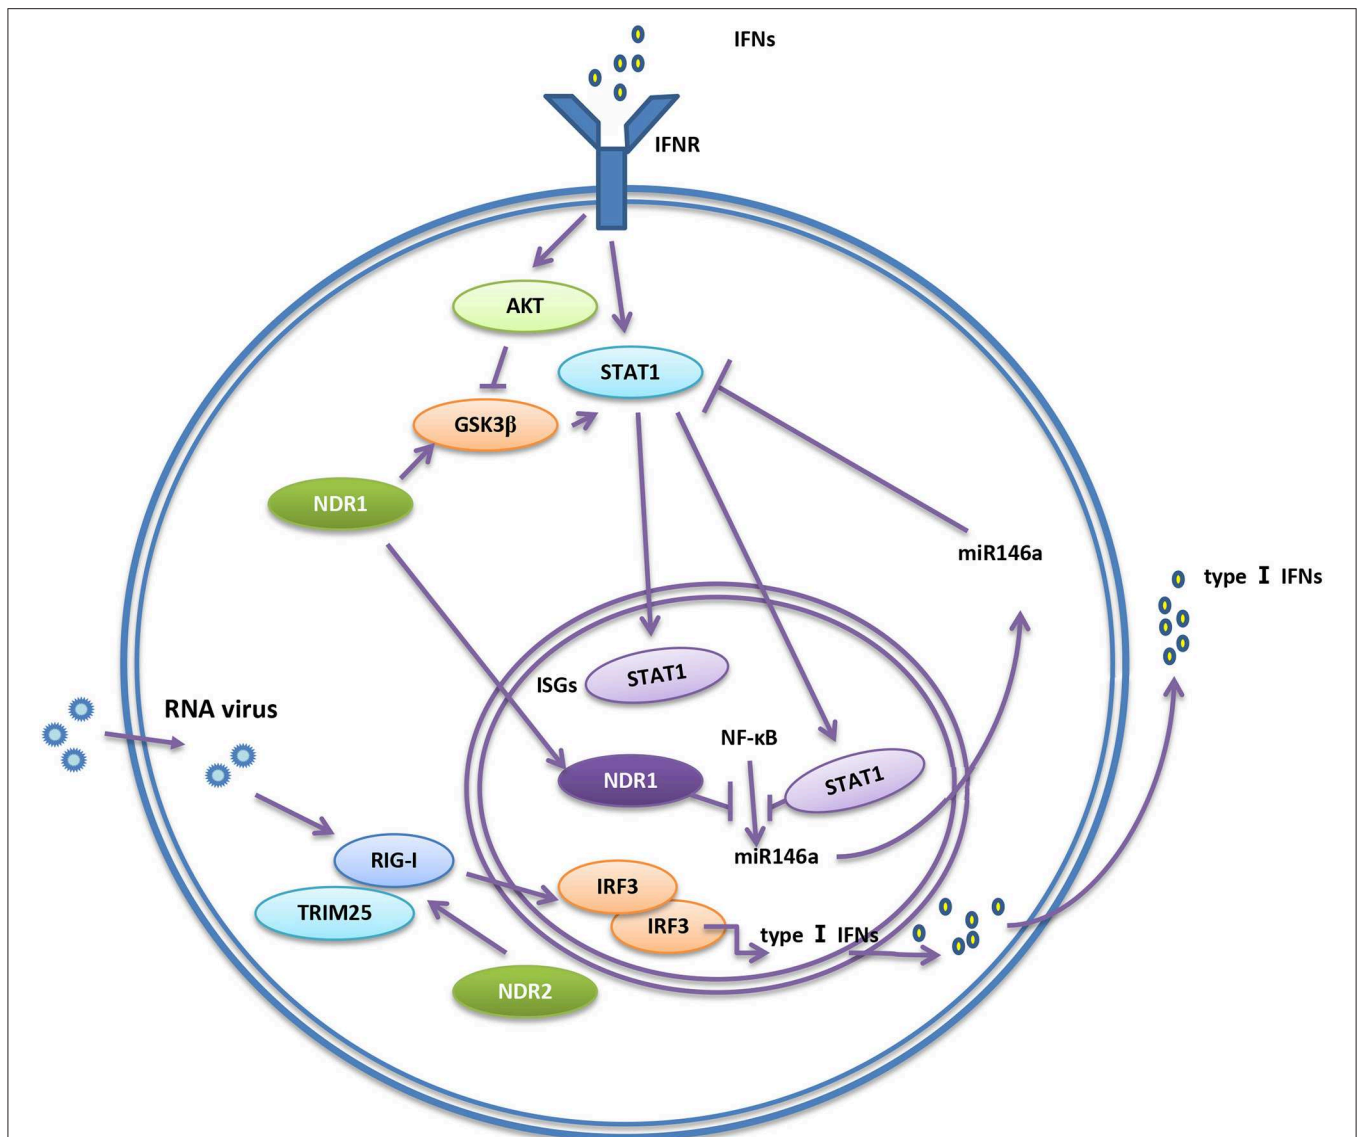 IFNs
IFNR
AKT
STAT1
GSK3β
NDR1
miR146a
type I IFNs
STAT1
ISGs
RNA virus
NF-κB
NDR1
STAT1
miR146a
RIG-I
IRF3
TRIM25
IRF3
type I IFNs
NDR2